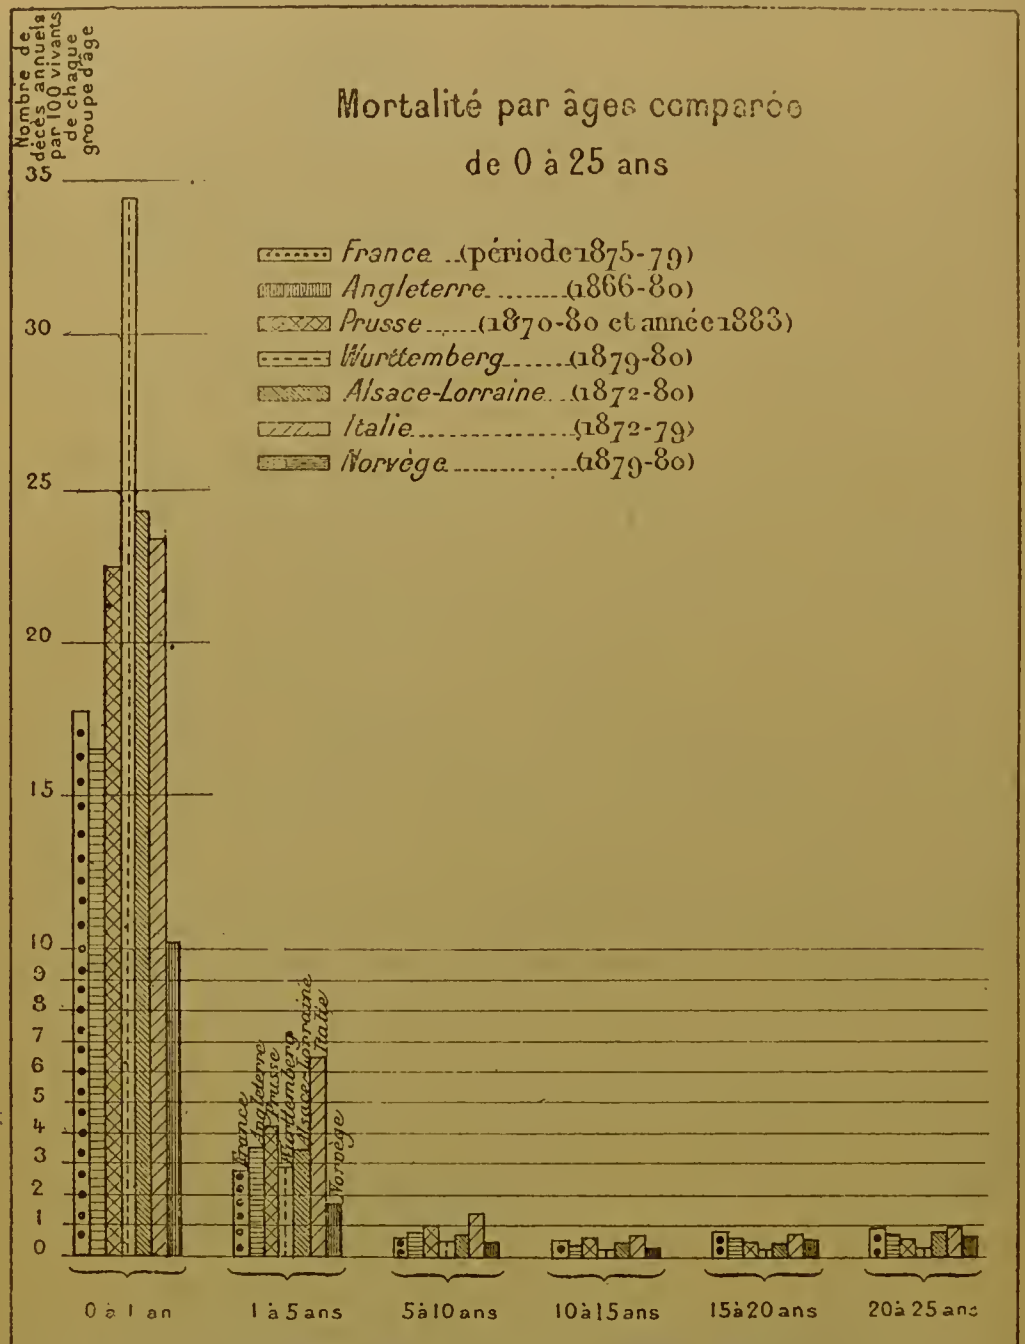 Nombre de
décès annuels
par 100 vivants
de chaque
groupe d'âge
Mortalité par âges comparée
de 0 à 25 ans
France (période 1875-79)
Angleterre (1866-80)
Prusse (1870-80 et année 1883)
Wurttemberg (1879-80)
Alsace-Lorraine (1872-80)
Italie (1872-79)
Norvège (1879-80)
35
30
25
20
15
10
9
8
7
6
5
4
3
2
1
0
France
Angleterre
Prusse
Wurttemberg
Alsace-Lorraine
Italie
Norvège
0 à 1 an
1 à 5 ans
5 à 10 ans
10 à 15 ans
15 à 20 ans
20 à 25 ans